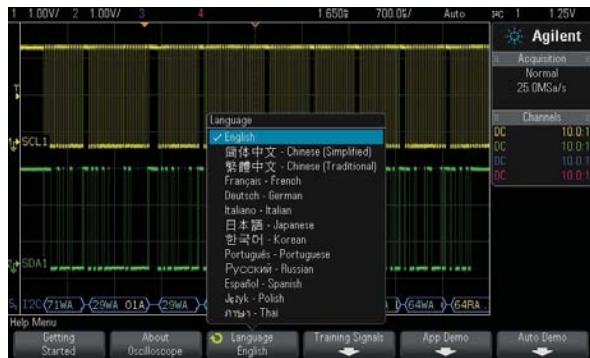 1 1.00V/ 2 1.00V/ 3 4 1.650s 700.0s/ Auto I2C 1 1.25V
Agilent
Acquisition
Normal
25.0MSa/s
Channels
DC 10.0:1
DC 10.0:1
DC 10.0:1
DC 10.0:1
SCL1
SDA1
Language
English
简体中文 - Chinese (Simplified)
繁體中文 - Chinese (Traditional)
Français - French
Deutsch - German
Italiano - Italian
日本語 - Japanese
한국어 - Korean
Português - Portuguese
Русский - Russian
Español - Spanish
Język - Polish
ภาษา - Thai
I2C 71WA 29WA 01A 29WA 64WA 64RA
Help Menu
Getting Started
About Oscilloscope
Language English
Training Signals
App Demo
Auto Demo